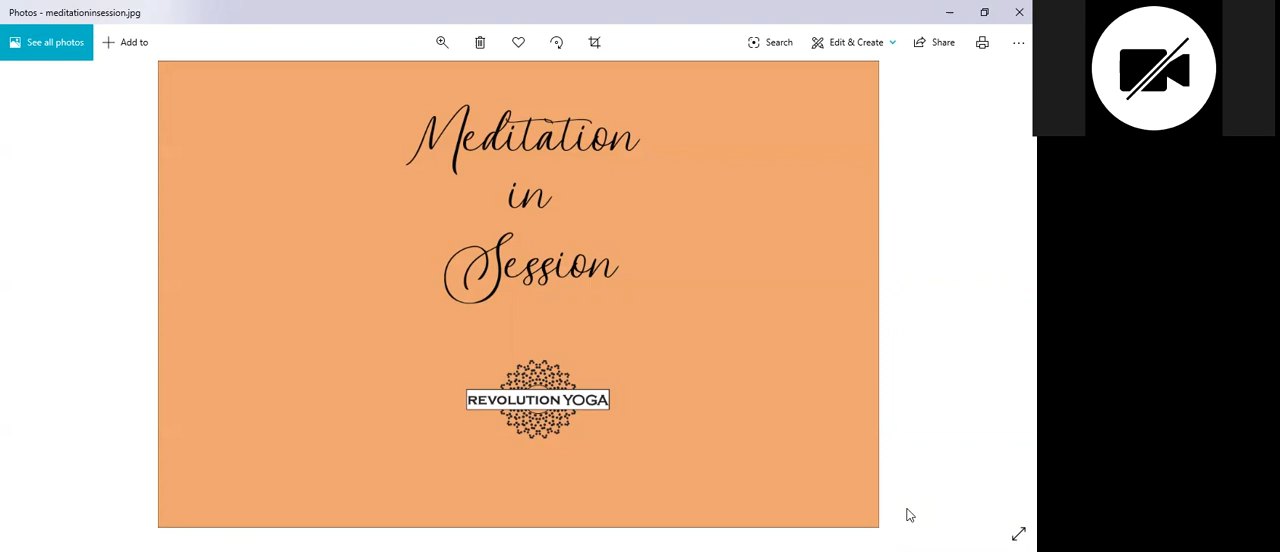 Photos - meditationinsession.jpg
See all photos
Add to
Search
Edit & Create
Share
Meditation
in
Session
REVOLUTION YOGA